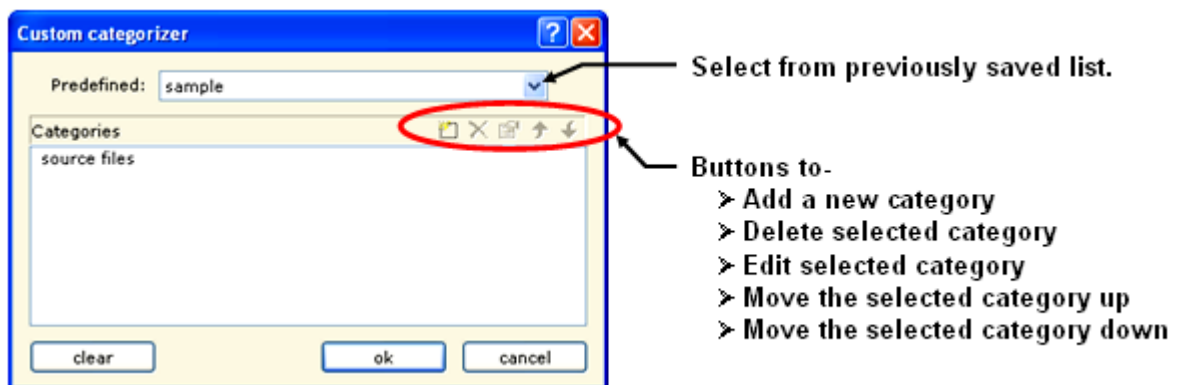 Custom categorizer
Predefined: sample
Select from previously saved list.
Categories
source files
Buttons to-
➢ Add a new category
➢ Delete selected category
➢ Edit selected category
➢ Move the selected category up
➢ Move the selected category down
clear ok cancel